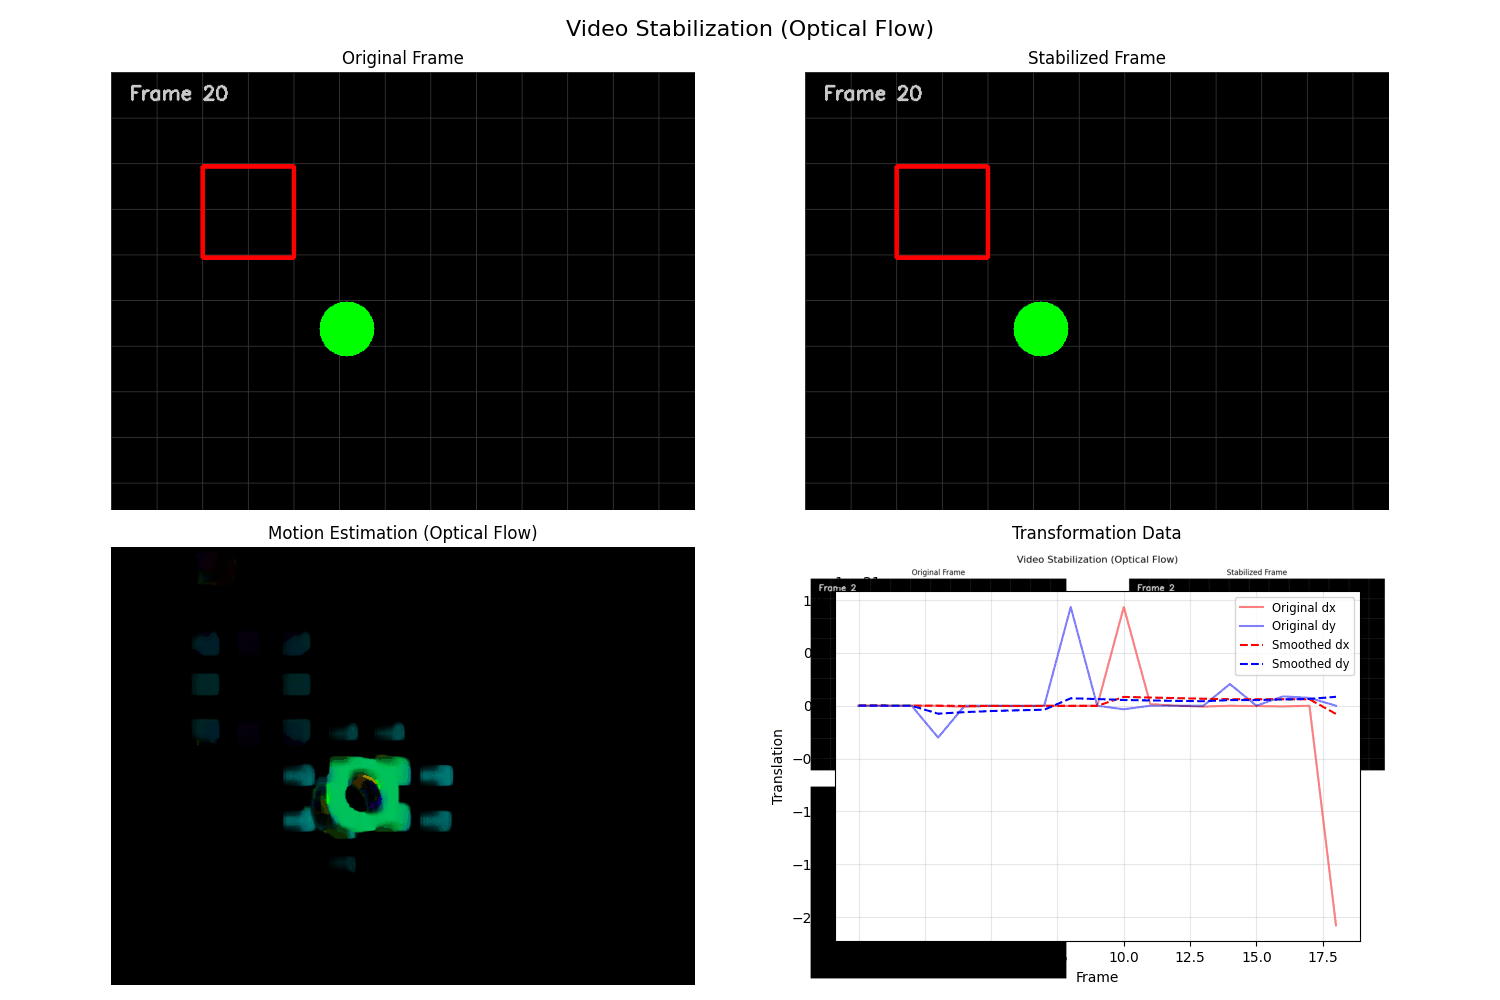 Video Stabilization (Optical Flow)
Original Frame
Stabilized Frame
Frame 20
Frame 20
Motion Estimation (Optical Flow)
Transformation Data
Video Stabilization (Optical Flow)
Original Frame
Stabilized Frame
Frame 2
Frame 2
Original dx
Original dy
Smoothed dx
Smoothed dy
1
0
0
−0
−1
−1
−2
Translation
10.0
12.5
15.0
17.5
Frame